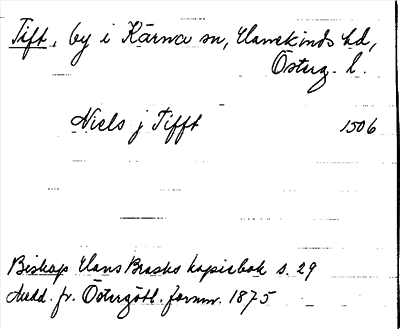 Tift, by i Kärna sn, Hanekinds hd,
Österg. l.
Niels j Tifft 1506
Biskop Hans Brasks kopiebok s. 29
Medd. fr. Östergötl. fornm. 1875